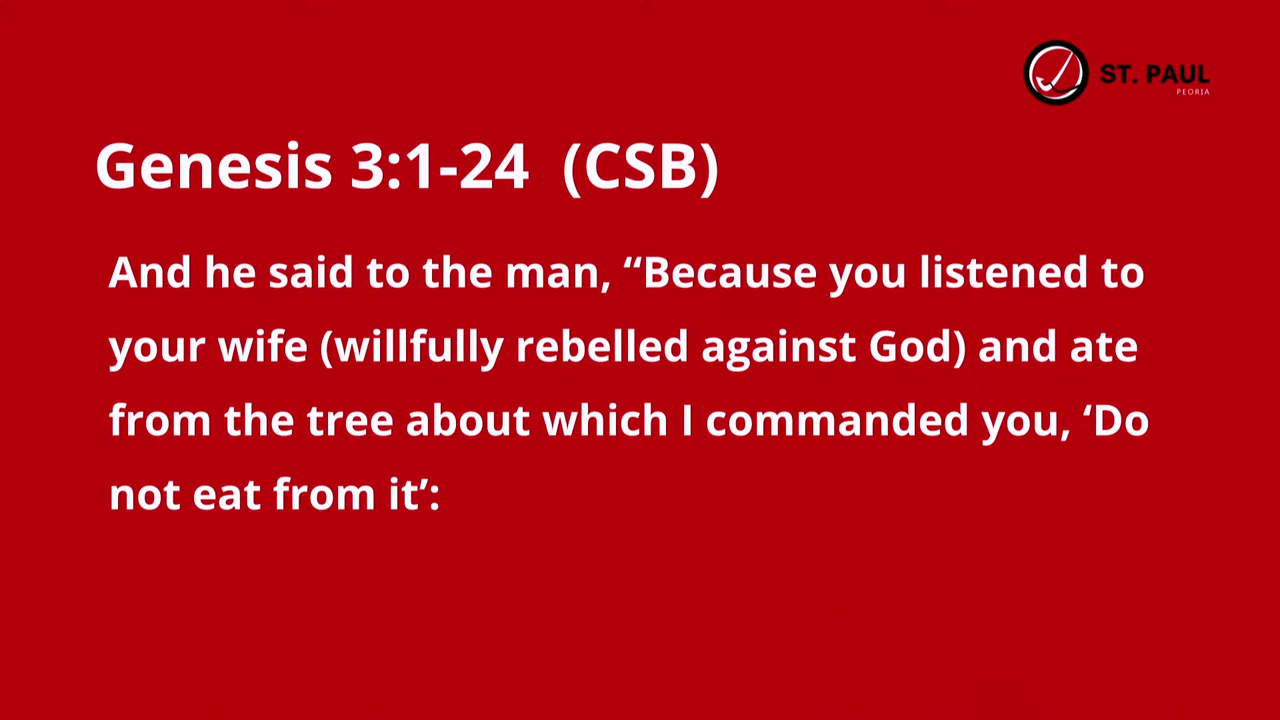 ST. PAUL
PEORIA
Genesis 3:1-24 (CSB)
And he said to the man, “Because you listened to
your wife (willfully rebelled against God) and ate
from the tree about which I commanded you, ‘Do
not eat from it’: